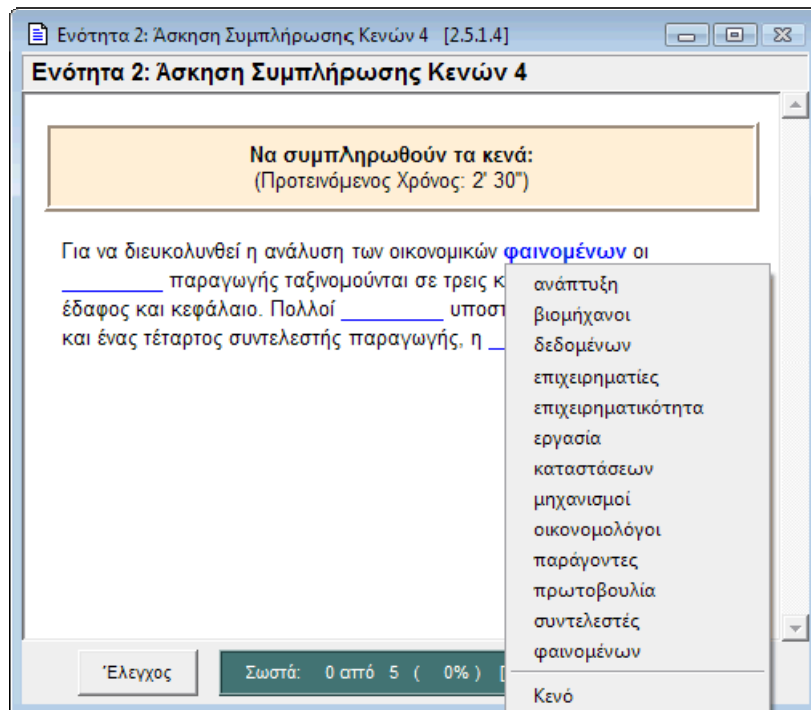 Ενότητα 2: Άσκηση Συμπλήρωσης Κενών 4 [2.5.1.4]
Ενότητα 2: Άσκηση Συμπλήρωσης Κενών 4
Να συμπληρωθούν τα κενά:
(Προτεινόμενος Χρόνος: 2' 30")
Για να διευκολυνθεί η ανάλυση των οικονομικών φαινομένων οι
_________ παραγωγής ταξινομούνται σε τρεις
έδαφος και κεφάλαιο. Πολλοί _________
και ένας τέταρτος συντελεστής παραγωγής, η
ανάπτυξη
βιομήχανοι
δεδομένων
επιχειρηματίες
επιχειρηματικότητα
εργασία
καταστάσεων
μηχανισμοί
οικονομολόγοι
παράγοντες
πρωτοβουλία
συντελεστές
φαινομένων
Κενό
Έλεγχος
Σωστά: 0 από 5 ( 0% ) [